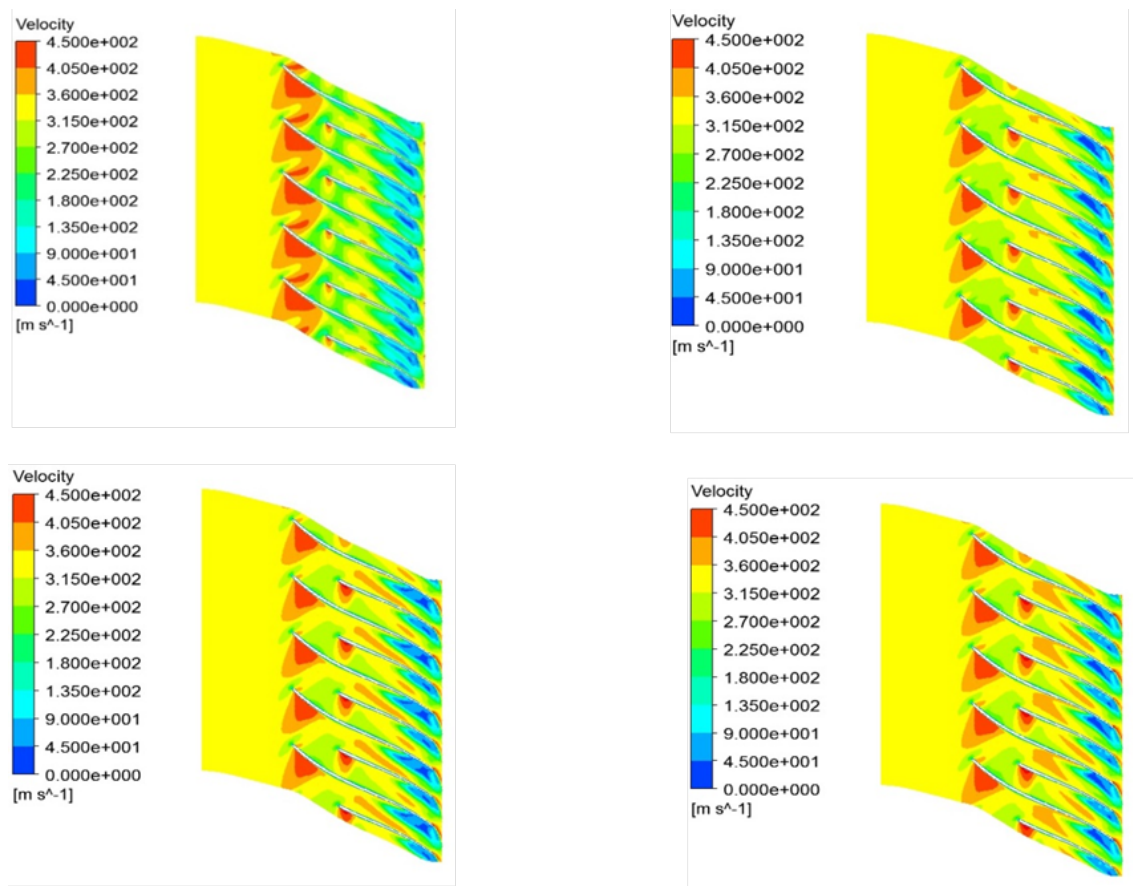 Velocity
4.500e+002
4.050e+002
3.600e+002
3.150e+002
2.700e+002
2.250e+002
1.800e+002
1.350e+002
9.000e+001
4.500e+001
0.000e+000
[m s^-1]
Velocity
4.500e+002
4.050e+002
3.600e+002
3.150e+002
2.700e+002
2.250e+002
1.800e+002
1.350e+002
9.000e+001
4.500e+001
0.000e+000
[m s^-1]
Velocity
4.500e+002
4.050e+002
3.600e+002
3.150e+002
2.700e+002
2.250e+002
1.800e+002
1.350e+002
9.000e+001
4.500e+001
0.000e+000
[m s^-1]
Velocity
4.500e+002
4.050e+002
3.600e+002
3.150e+002
2.700e+002
2.250e+002
1.800e+002
1.350e+002
9.000e+001
4.500e+001
0.000e+000
[m s^-1]